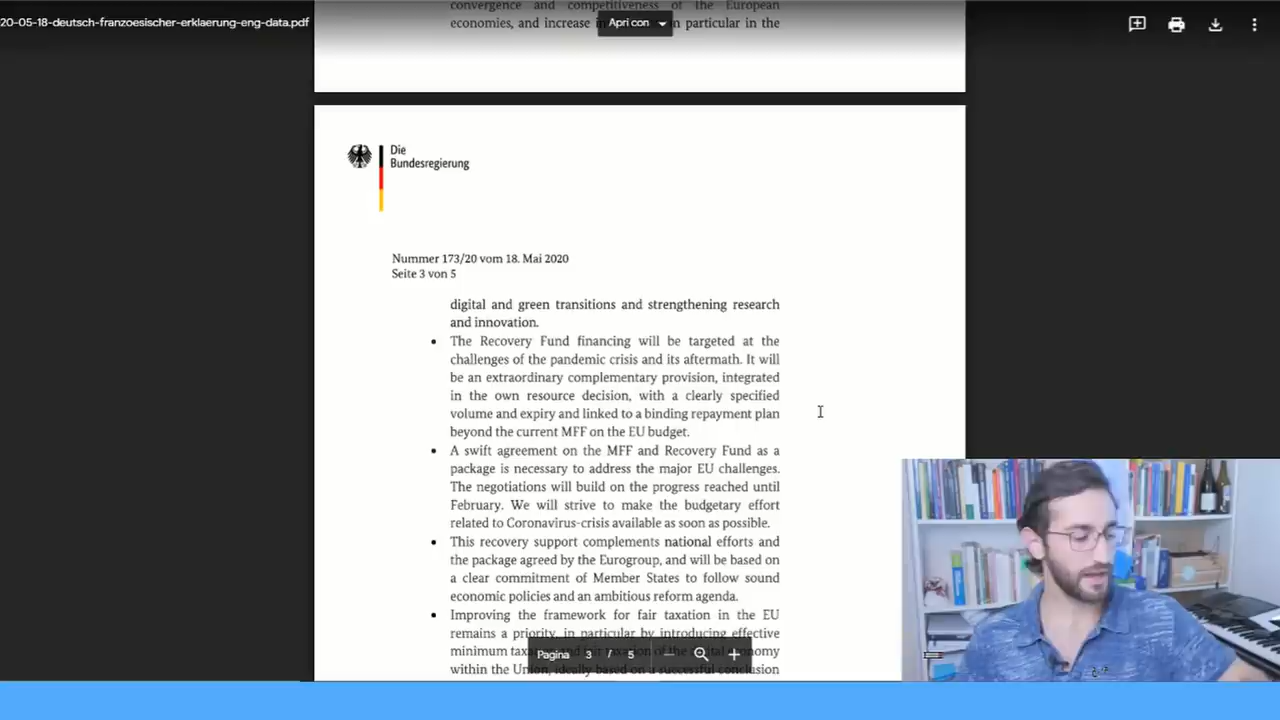 20-05-18-deutsch-franzoesischer-erklaerung-eng-data.pdf
Apri con
convergence and competitiveness of the European
economies, and increase in particular in the
Die
Bundesregierung
Nummer 173/20 vom 18. Mai 2020
Seite 3 von 5
digital and green transitions and strengthening research
and innovation.
• The Recovery Fund financing will be targeted at the
challenges of the pandemic crisis and its aftermath. It will
be an extraordinary complementary provision, integrated
in the own resource decision, with a clearly specified
volume and expiry and linked to a binding repayment plan
beyond the current MFF on the EU budget.
• A swift agreement on the MFF and Recovery Fund as a
package is necessary to address the major EU challenges.
The negotiations will build on the progress reached until
February. We will strive to make the budgetary effort
related to Coronavirus-crisis available as soon as possible.
• This recovery support complements national efforts and
the package agreed by the Eurogroup, and will be based on
a clear commitment of Member States to follow sound
economic policies and an ambitious reform agenda.
• Improving the framework for fair taxation in the EU
remains a priority, in particular by introducing effective
minimum of the economy
within the Union, ideally based on a successful conclusion
Pagina 3 / 5